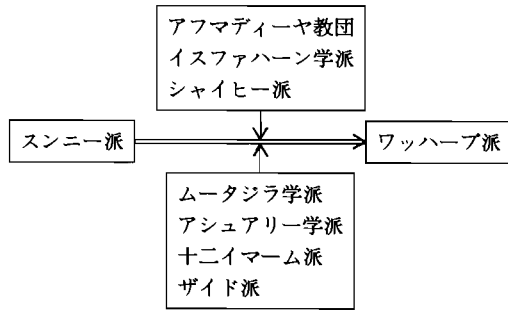 アフマディーヤ教団
イスファハーン学派
シャイヒー派
スンニー派
ワッハーブ派
ムータジラ学派
アシュアリー学派
十二イマーム派
ザイド派